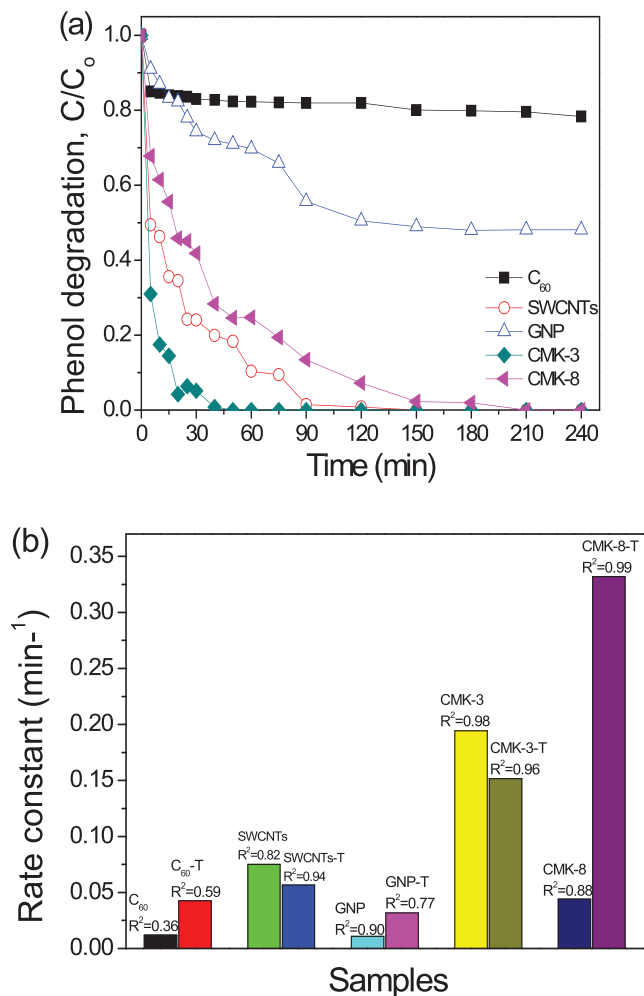 (a)
Phenol degradation, C/C₀
1.0
0.8
0.6
0.4
0.2
0.0
C₆₀
SWCNTs
GNP
CMK-3
CMK-8
0 30 60 90 120 150 180 210 240
Time (min)
(b)
Rate constant (min-¹)
0.35
0.30
0.25
0.20
0.15
0.10
0.05
0.00
C₆₀
R²=0.36
C₆₀-T
R²=0.59
SWCNTs
R²=0.82
SWCNTs-T
R²=0.94
GNP
R²=0.90
GNP-T
R²=0.77
CMK-3
R²=0.98
CMK-3-T
R²=0.96
CMK-8
R²=0.88
CMK-8-T
R²=0.99
Samples